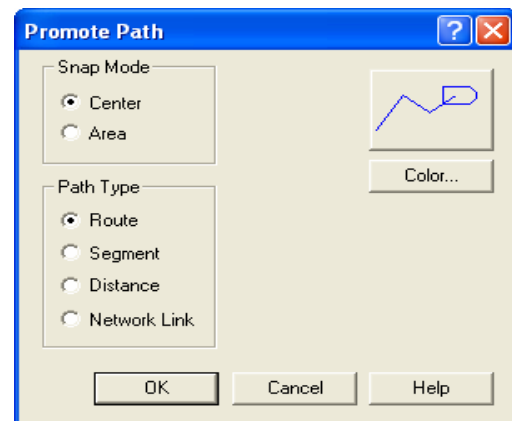 Promote Path
Snap Mode
Center
Area
Color...
Path Type
Route
Segment
Distance
Network Link
OK
Cancel
Help